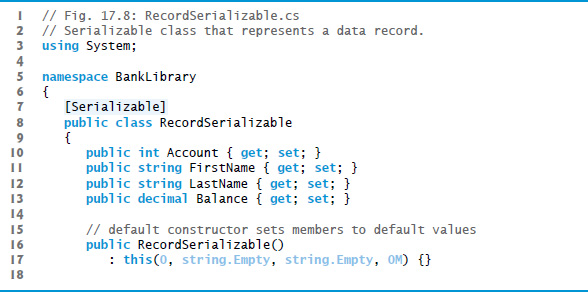 1 // Fig. 17.8: RecordSerializable.cs
2 // Serializable class that represents a data record.
3 using System;
4
5 namespace BankLibrary
6 {
7 [Serializable]
8 public class RecordSerializable
9 {
10 public int Account { get; set; }
11 public string FirstName { get; set; }
12 public string LastName { get; set; }
13 public decimal Balance { get; set; }
14
15 // default constructor sets members to default values
16 public RecordSerializable()
17 : this(0, string.Empty, string.Empty, 0M) {}
18